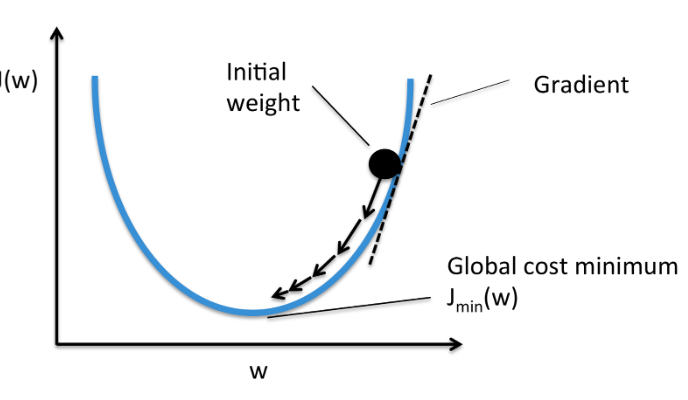 J(w)
Initial
weight
Gradient
Global cost minimum
Jmin(w)
w